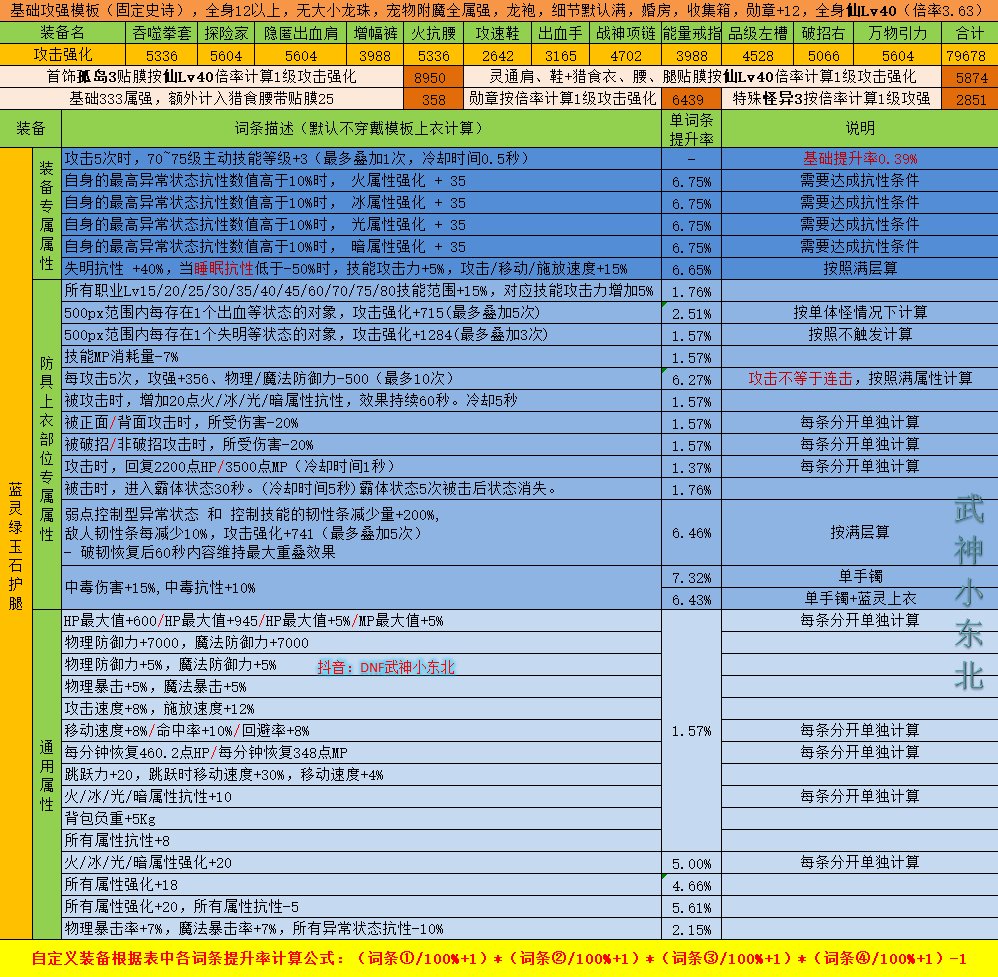 基础攻强模板（固定史诗），全身12以上，无大小龙珠，宠物附魔全属强，龙袍，细节默认满，婚房，收集箱，勋章+12，全身仙Lv40（倍率3.63）
装备名 吞噬拳套 探险家 隐匿出血肩 增幅裤 火抗腰 攻速鞋 出血手 战神项链 能量戒指 品级左槽 破招右 万物引力 合计
攻击强化 5336 5604 5604 3988 5336 2642 3165 4702 3988 4528 5066 5604 79678
首饰孤岛3贴膜按仙Lv40倍率计算1级攻击强化 8950 灵通肩、鞋+猎食衣、腰、腿贴膜按仙Lv40倍率计算1级攻击强化 5874
基础333属强，额外计入猎食腰带贴膜25 358 勋章按倍率计算1级攻击强化 6439 特殊怪异3按倍率计算1级攻强 2851
装备 词条描述（默认不穿戴模板上衣计算） 单词条提升率 说明
蓝灵绿玉石护腿
装备专属属性
攻击5次时，70~75级主动技能等级+3（最多叠加1次，冷却时间0.5秒） - 基础提升率0.39%
自身的最高异常状态抗性数值高于10%时， 火属性强化 + 35 6.75% 需要达成抗性条件
自身的最高异常状态抗性数值高于10%时， 冰属性强化 + 35 6.75% 需要达成抗性条件
自身的最高异常状态抗性数值高于10%时， 光属性强化 + 35 6.75% 需要达成抗性条件
自身的最高异常状态抗性数值高于10%时， 暗属性强化 + 35 6.75% 需要达成抗性条件
失明抗性 +40%，当睡眠抗性低于-50%时，技能攻击力+5%，攻击/移动/施放速度+15% 6.65% 按照满层算
防具上衣部位专属属性
所有职业Lv15/20/25/30/35/40/45/60/70/75/80技能范围+15%，对应技能攻击力增加5% 1.76%
500px范围内每存在1个出血等状态的对象，攻击强化+715(最多叠加5次) 2.51% 按单体怪情况下计算
500px范围内每存在1个失明等状态的对象，攻击强化+1284(最多叠加3次) 1.57% 按照不触发计算
技能MP消耗量-7% 1.57%
每攻击5次，攻强+356、物理/魔法防御力-500（最多10次） 6.27% 攻击不等于连击，按照满属性计算
被攻击时，增加20点火/冰/光/暗属性抗性，效果持续60秒。冷却5秒 1.57%
被正面/背面攻击时，所受伤害-20% 1.57% 每条分开单独计算
被破招/非破招攻击时，所受伤害-20% 1.57% 每条分开单独计算
攻击时，回复2200点HP/3500点MP（冷却时间1秒） 1.37% 每条分开单独计算
被击时，进入霸体状态30秒。(冷却时间5秒)霸体状态5次被击后状态消失。 1.76%
弱点控制型异常状态 和 控制技能的韧性条减少量+200%,
敌人韧性条每减少10%，攻击强化+741（最多叠加5次）
- 破韧恢复后60秒内容维持最大重叠效果 6.46% 按满层算
中毒伤害+15%,中毒抗性+10% 7.32% 单手镯
6.43% 单手镯+蓝灵上衣
通用属性
HP最大值+600/HP最大值+945/HP最大值+5%/MP最大值+5% 每条分开单独计算
物理防御力+7000，魔法防御力+7000
物理防御力+5%，魔法防御力+5% 抖音：DNF武神小东北
物理暴击+5%，魔法暴击+5%
攻击速度+8%，施放速度+12%
移动速度+8%/命中率+10%/回避率+8% 1.57% 每条分开单独计算
每分钟恢复460.2点HP/每分钟恢复348点MP 每条分开单独计算
跳跃力+20，跳跃时移动速度+30%，移动速度+4%
火/冰/光/暗属性抗性+10 每条分开单独计算
背包负重+5Kg
所有属性抗性+8
火/冰/光/暗属性强化+20 5.00% 每条分开单独计算
所有属性强化+18 4.66%
所有属性强化+20，所有属性抗性-5 5.61%
物理暴击率+7%，魔法暴击率+7%，所有异常状态抗性-10% 2.15%
武神小东北
自定义装备根据表中各词条提升率计算公式：（词条①/100%+1）*（词条②/100%+1）*（词条③/100%+1）*（词条④/100%+1）-1